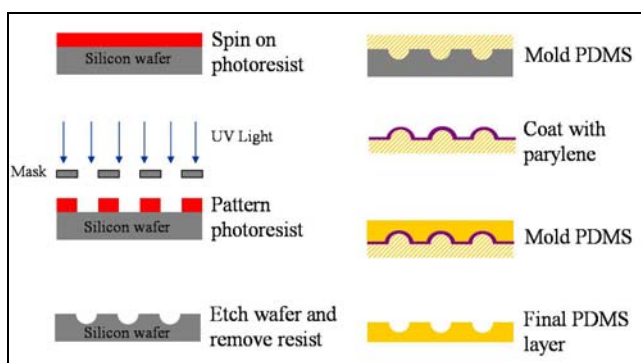 Silicon wafer
Spin on
photoresist
UV Light
Mask
Silicon wafer
Pattern
photoresist
Silicon wafer
Etch wafer and
remove resist
Mold PDMS
Coat with
parylene
Mold PDMS
Final PDMS
layer